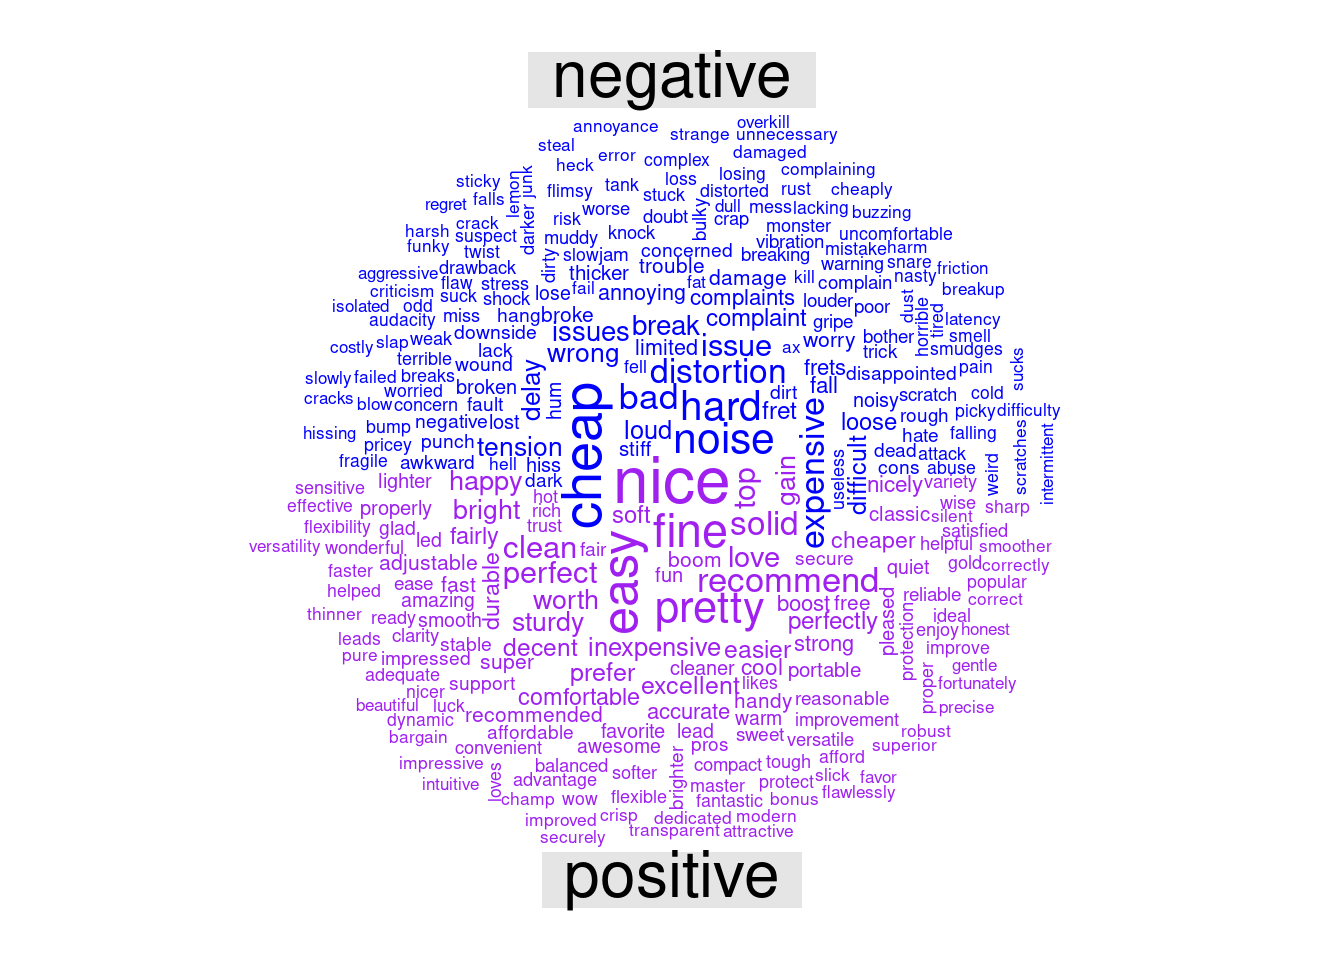 negative
overkill
annoyance
strange unnecessary
steal
error complex damaged
heck
losing complaining
sticky lemon junk flimsy tank loss
stuck distorted rust cheaply
regret falls
worse bulky dull mess lacking buzzing
harsh crack darker risk doubt crap monster
funky suspect muddy knock uncomfortable
twist slow jam concerned vibration mistake harm
drawback dirty thicker trouble breaking warning snare friction
aggressive flaw stress fail annoying fat damage kill complain nasty
criticism suck shock lose complaints louder poor dust breakup
isolated odd miss hang broke complaint gripe horrible tired latency
audacity downside issues break bother smell
costly slap weak wrong limited issue ax worry trick smudges
terrible lack wound delay fell distortion frets disappointed pain sucks
slowly failed breaks broken hum cheap bad hard dirt fall noisy scratch cold
cracks worried concern fault fret expensive loose rough picky difficulty
blow negative lost loud noise hate falling
hissing bump punch tension stiff difficult dead attack scratches intermittent
pricey awkward hell hiss useless cons abuse weird
fragile dark
sensitive lighter happy hot nice top gain nicely variety
effective properly bright rich soft solid classic wise sharp
flexibility glad fairly trust fine silent satisfied
versatility wonderful led clean fair easy boom love secure cheaper helpful smoother
faster adjustable durable perfect fun recommend quiet gold correctly
helped ease fast popular
amazing worth pretty boost free pleased reliable correct
thinner ready smooth sturdy perfectly protection ideal
leads clarity stable decent inexpensive easier strong enjoy honest
pure impressed super prefer cleaner cool portable improve
adequate support excellent likes proper gentle
nicer comfortable handy reasonable fortunately
beautiful luck recommended accurate warm improvement precise
dynamic affordable favorite lead sweet versatile robust
bargain convenient awesome pros superior
impressive balanced softer brighter compact tough afford
intuitive loves advantage master protect slick favor
champ wow flexible fantastic bonus flawlessly
improved crisp dedicated modern
securely transparent attractive
positive